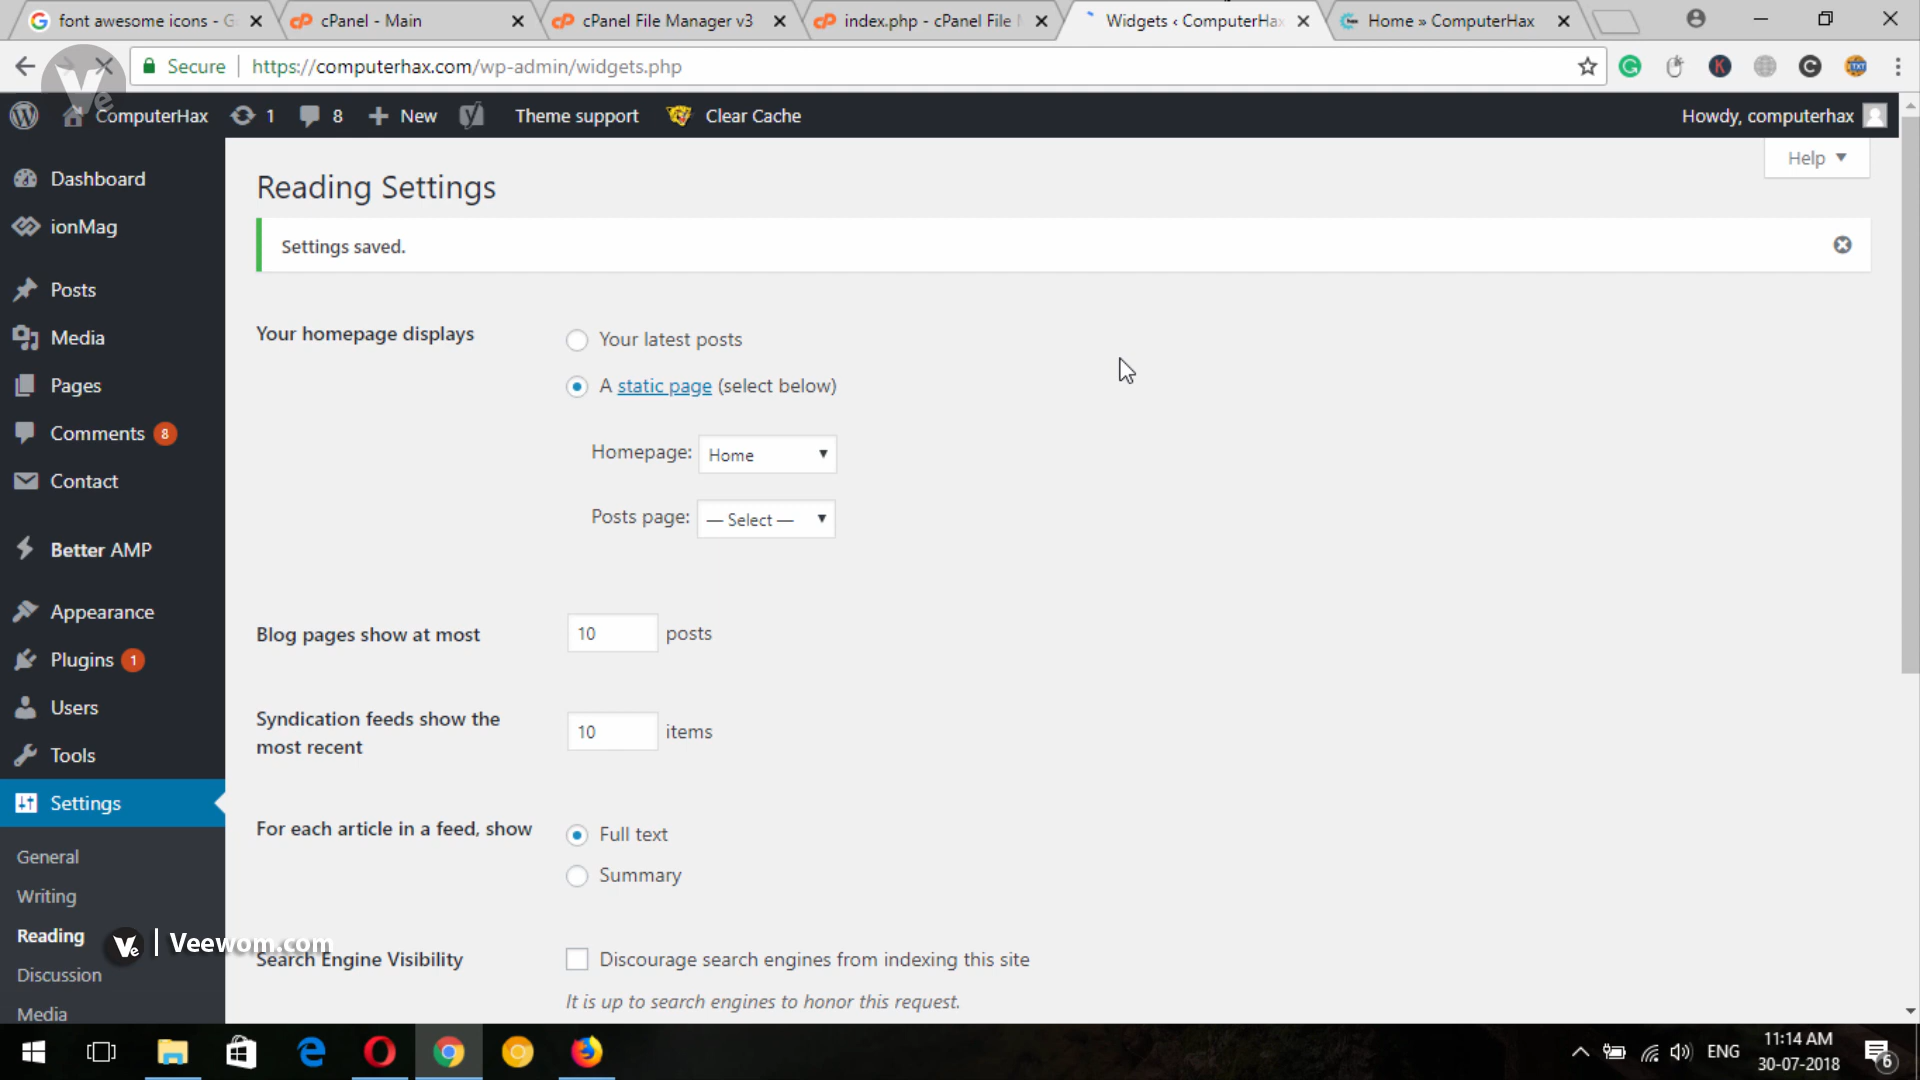 font awesome icons - G
cPanel - Main
cPanel File Manager v3
index.php - cPanel File M
Widgets ‹ ComputerHax
Home » ComputerHax
Secure
https://computerhax.com/wp-admin/widgets.php
ComputerHax
1
8
New
Theme support
Clear Cache
Howdy, computerhax
Help
Dashboard
ionMag
Posts
Media
Pages
Comments 8
Contact
Better AMP
Appearance
Plugins 1
Users
Tools
Settings
General
Writing
Reading
Discussion
Media
Reading Settings
Settings saved.
Your homepage displays
Your latest posts
A static page (select below)
Homepage: Home
Posts page: — Select —
Blog pages show at most
10 posts
Syndication feeds show the
most recent
10 items
For each article in a feed, show
Full text
Summary
Search Engine Visibility
Discourage search engines from indexing this site
It is up to search engines to honor this request.
Ve | Veewom.com
ENG
11:14 AM
30-07-2018
6